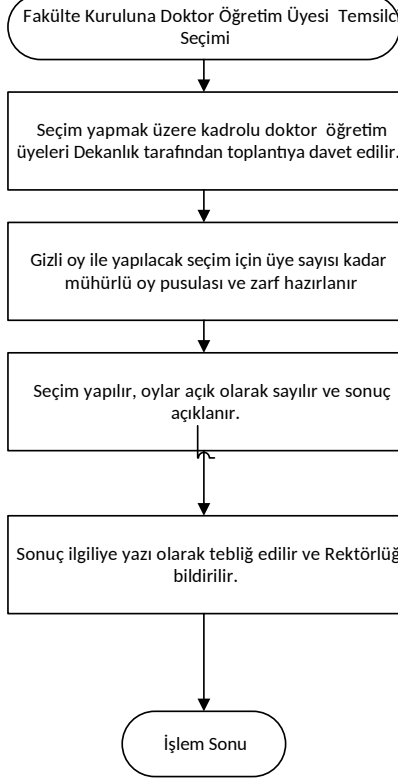 Fakülte Kuruluna Doktor Öğretim Üyesi Temsilc
Seçimi
Seçim yapmak üzere kadrolu doktor öğretim
üyeleri Dekanlık tarafından toplantıya davet edilir.
Gizli oy ile yapılacak seçim için üye sayısı kadar
mühürlü oy pusulası ve zarf hazırlanır
Seçim yapılır, oylar açık olarak sayılır ve sonuç
açıklanır.
Sonuç ilgiliye yazı olarak tebliğ edilir ve Rektörlüğ
bildirilir.
İşlem Sonu